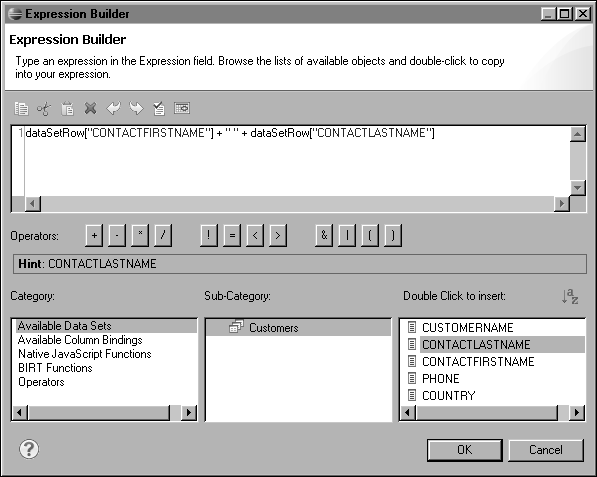 Expression Builder
Expression Builder
Type an expression in the Expression field. Browse the lists of available objects and double-click to copy
into your expression.
1 dataSetRow["CONTACTFIRSTNAME"] + " " + dataSetRow["CONTACTLASTNAME"]
Operators: + - * / ! = < > & | ( )
Hint: CONTACTLASTNAME
Category: Sub-Category: Double Click to insert:
Available Data Sets
Available Column Bindings
Native JavaScript Functions
BIRT Functions
Operators
Customers
CUSTOMERNAME
CONTACTLASTNAME
CONTACTFIRSTNAME
PHONE
COUNTRY
OK Cancel